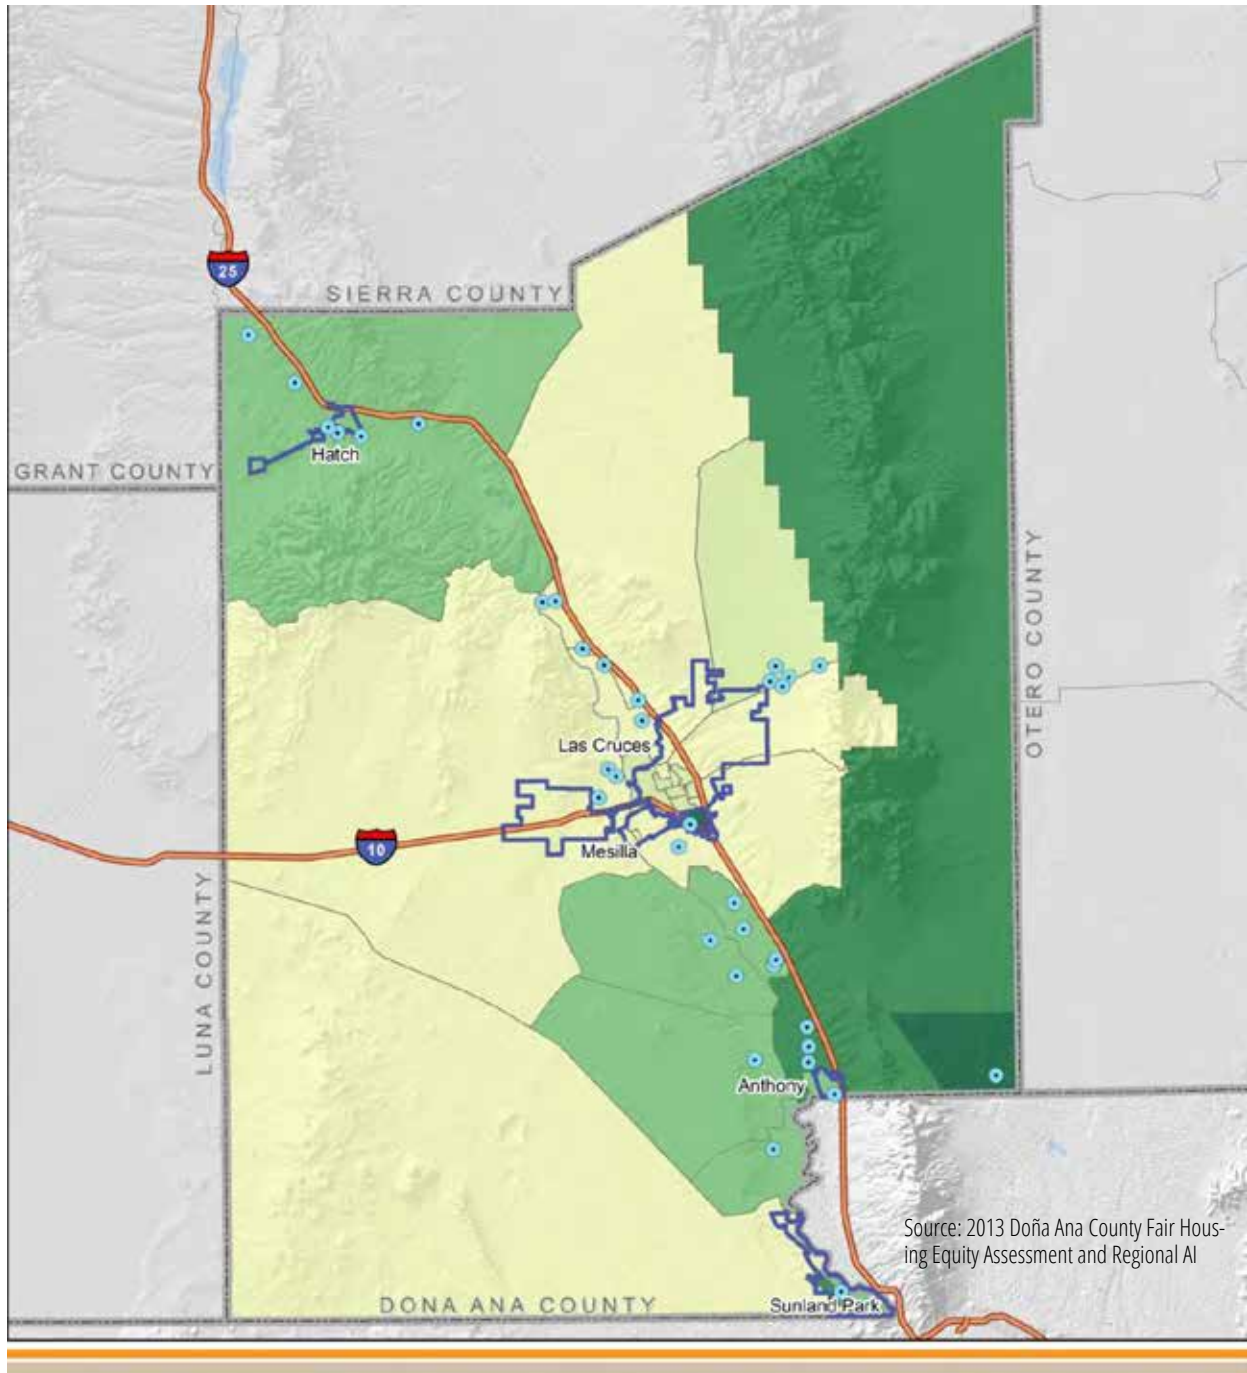 25
SIERRA COUNTY
Hatch
GRANT COUNTY
OTERO COUNTY
Las Cruces
10
Mesilla
LUNA COUNTY
Anthony
Source: 2013 Doña Ana County Fair Hous-
ing Equity Assessment and Regional AI
DONA ANA COUNTY
Sunland Park